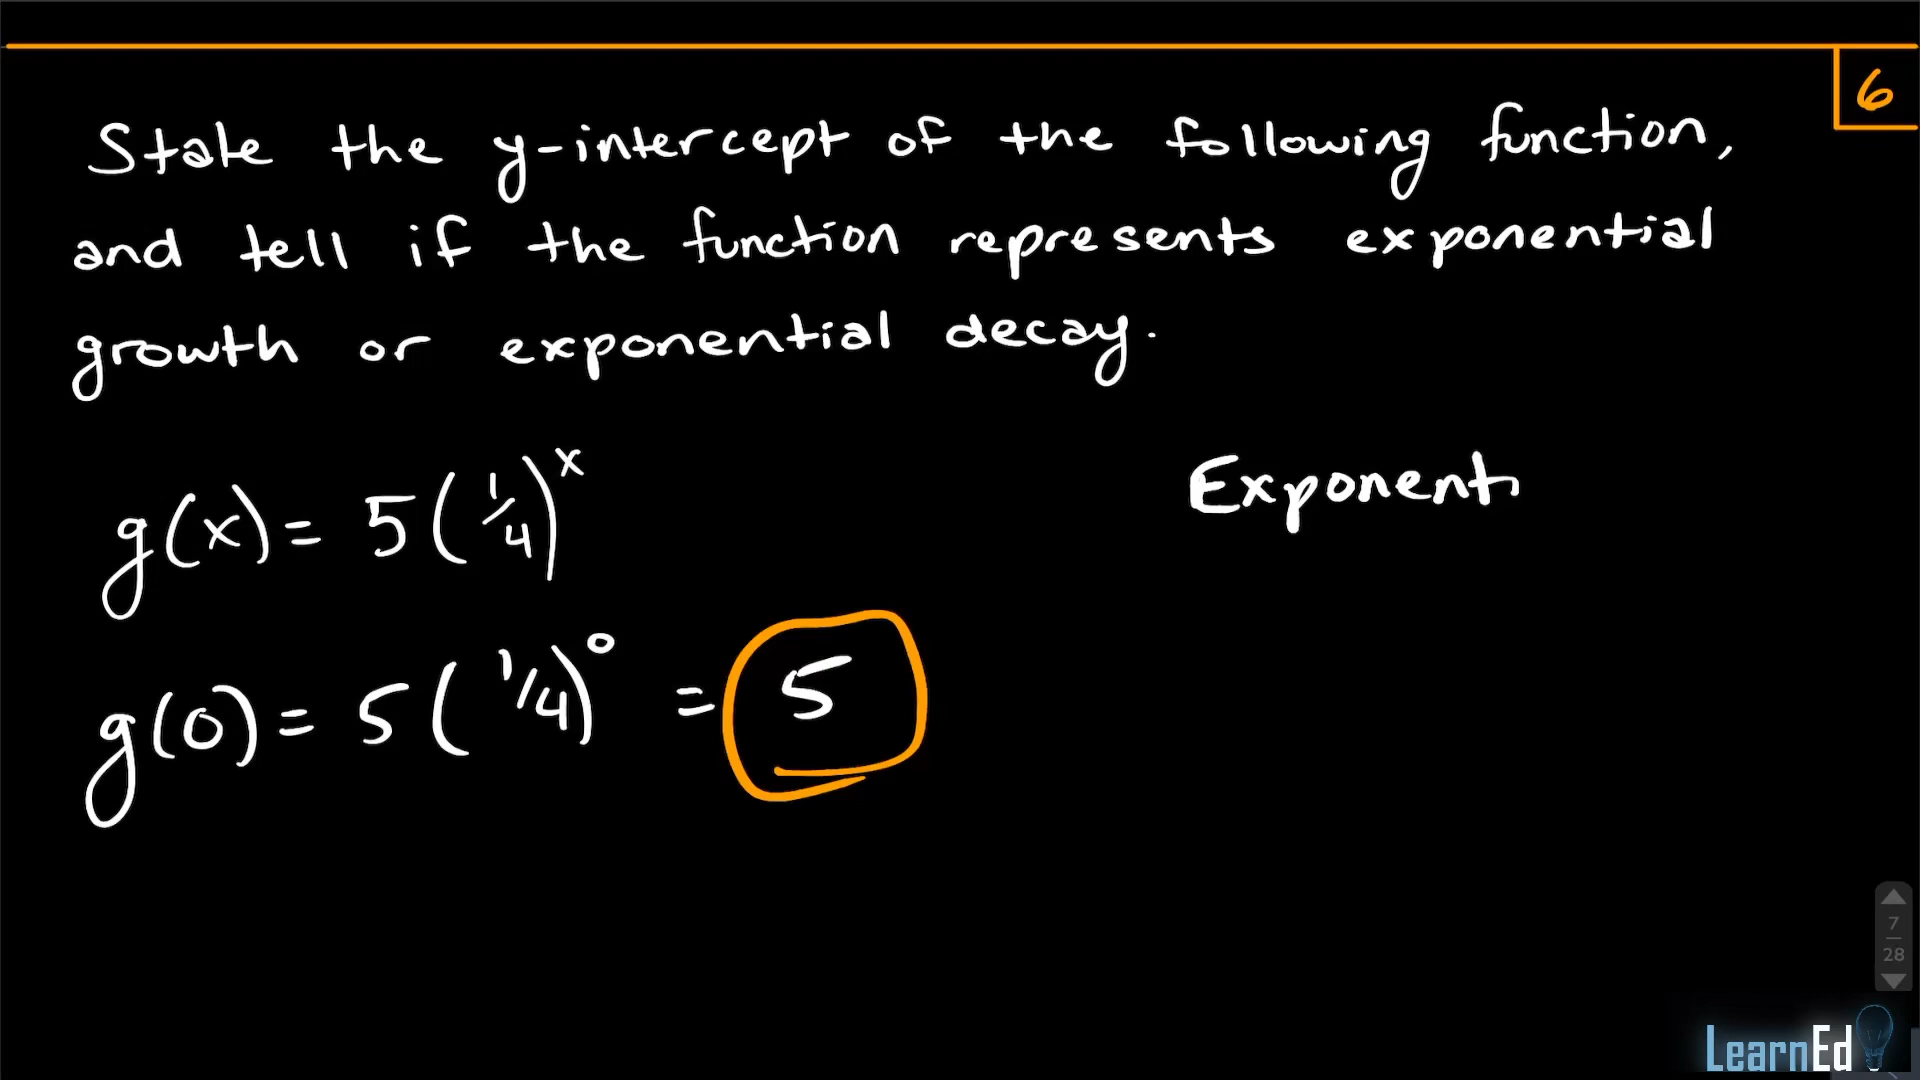 6
State the y-intercept of the following function,
and tell if the function represents exponential
growth or exponential decay.
g(x) = 5(1/4)^x
Exponenti
g(0) = 5(1/4)^0 = 5
7
28
LearnEd